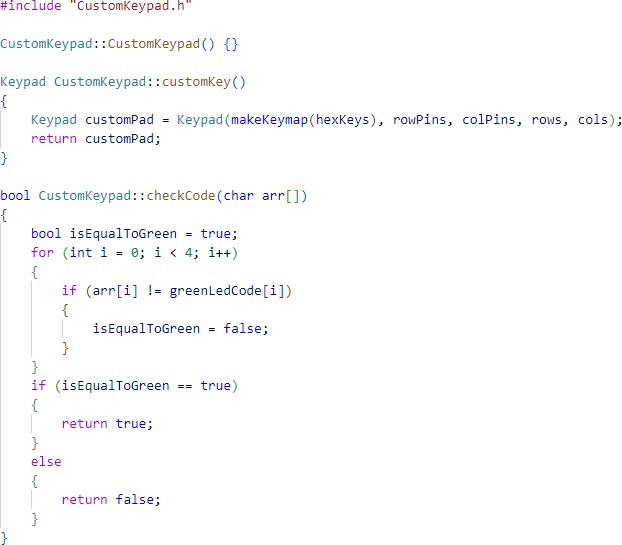 #include "CustomKeypad.h"

CustomKeypad::CustomKeypad() {}

Keypad CustomKeypad::customKey()
{
    Keypad customPad = Keypad(makeKeymap(hexKeys), rowPins, colPins, rows, cols);
    return customPad;
}

bool CustomKeypad::checkCode(char arr[])
{
    bool isEqualToGreen = true;
    for (int i = 0; i < 4; i++)
    {
        if (arr[i] != greenLedCode[i])
        {
            isEqualToGreen = false;
        }
    }
    if (isEqualToGreen == true)
    {
        return true;
    }
    else
    {
        return false;
    }
}